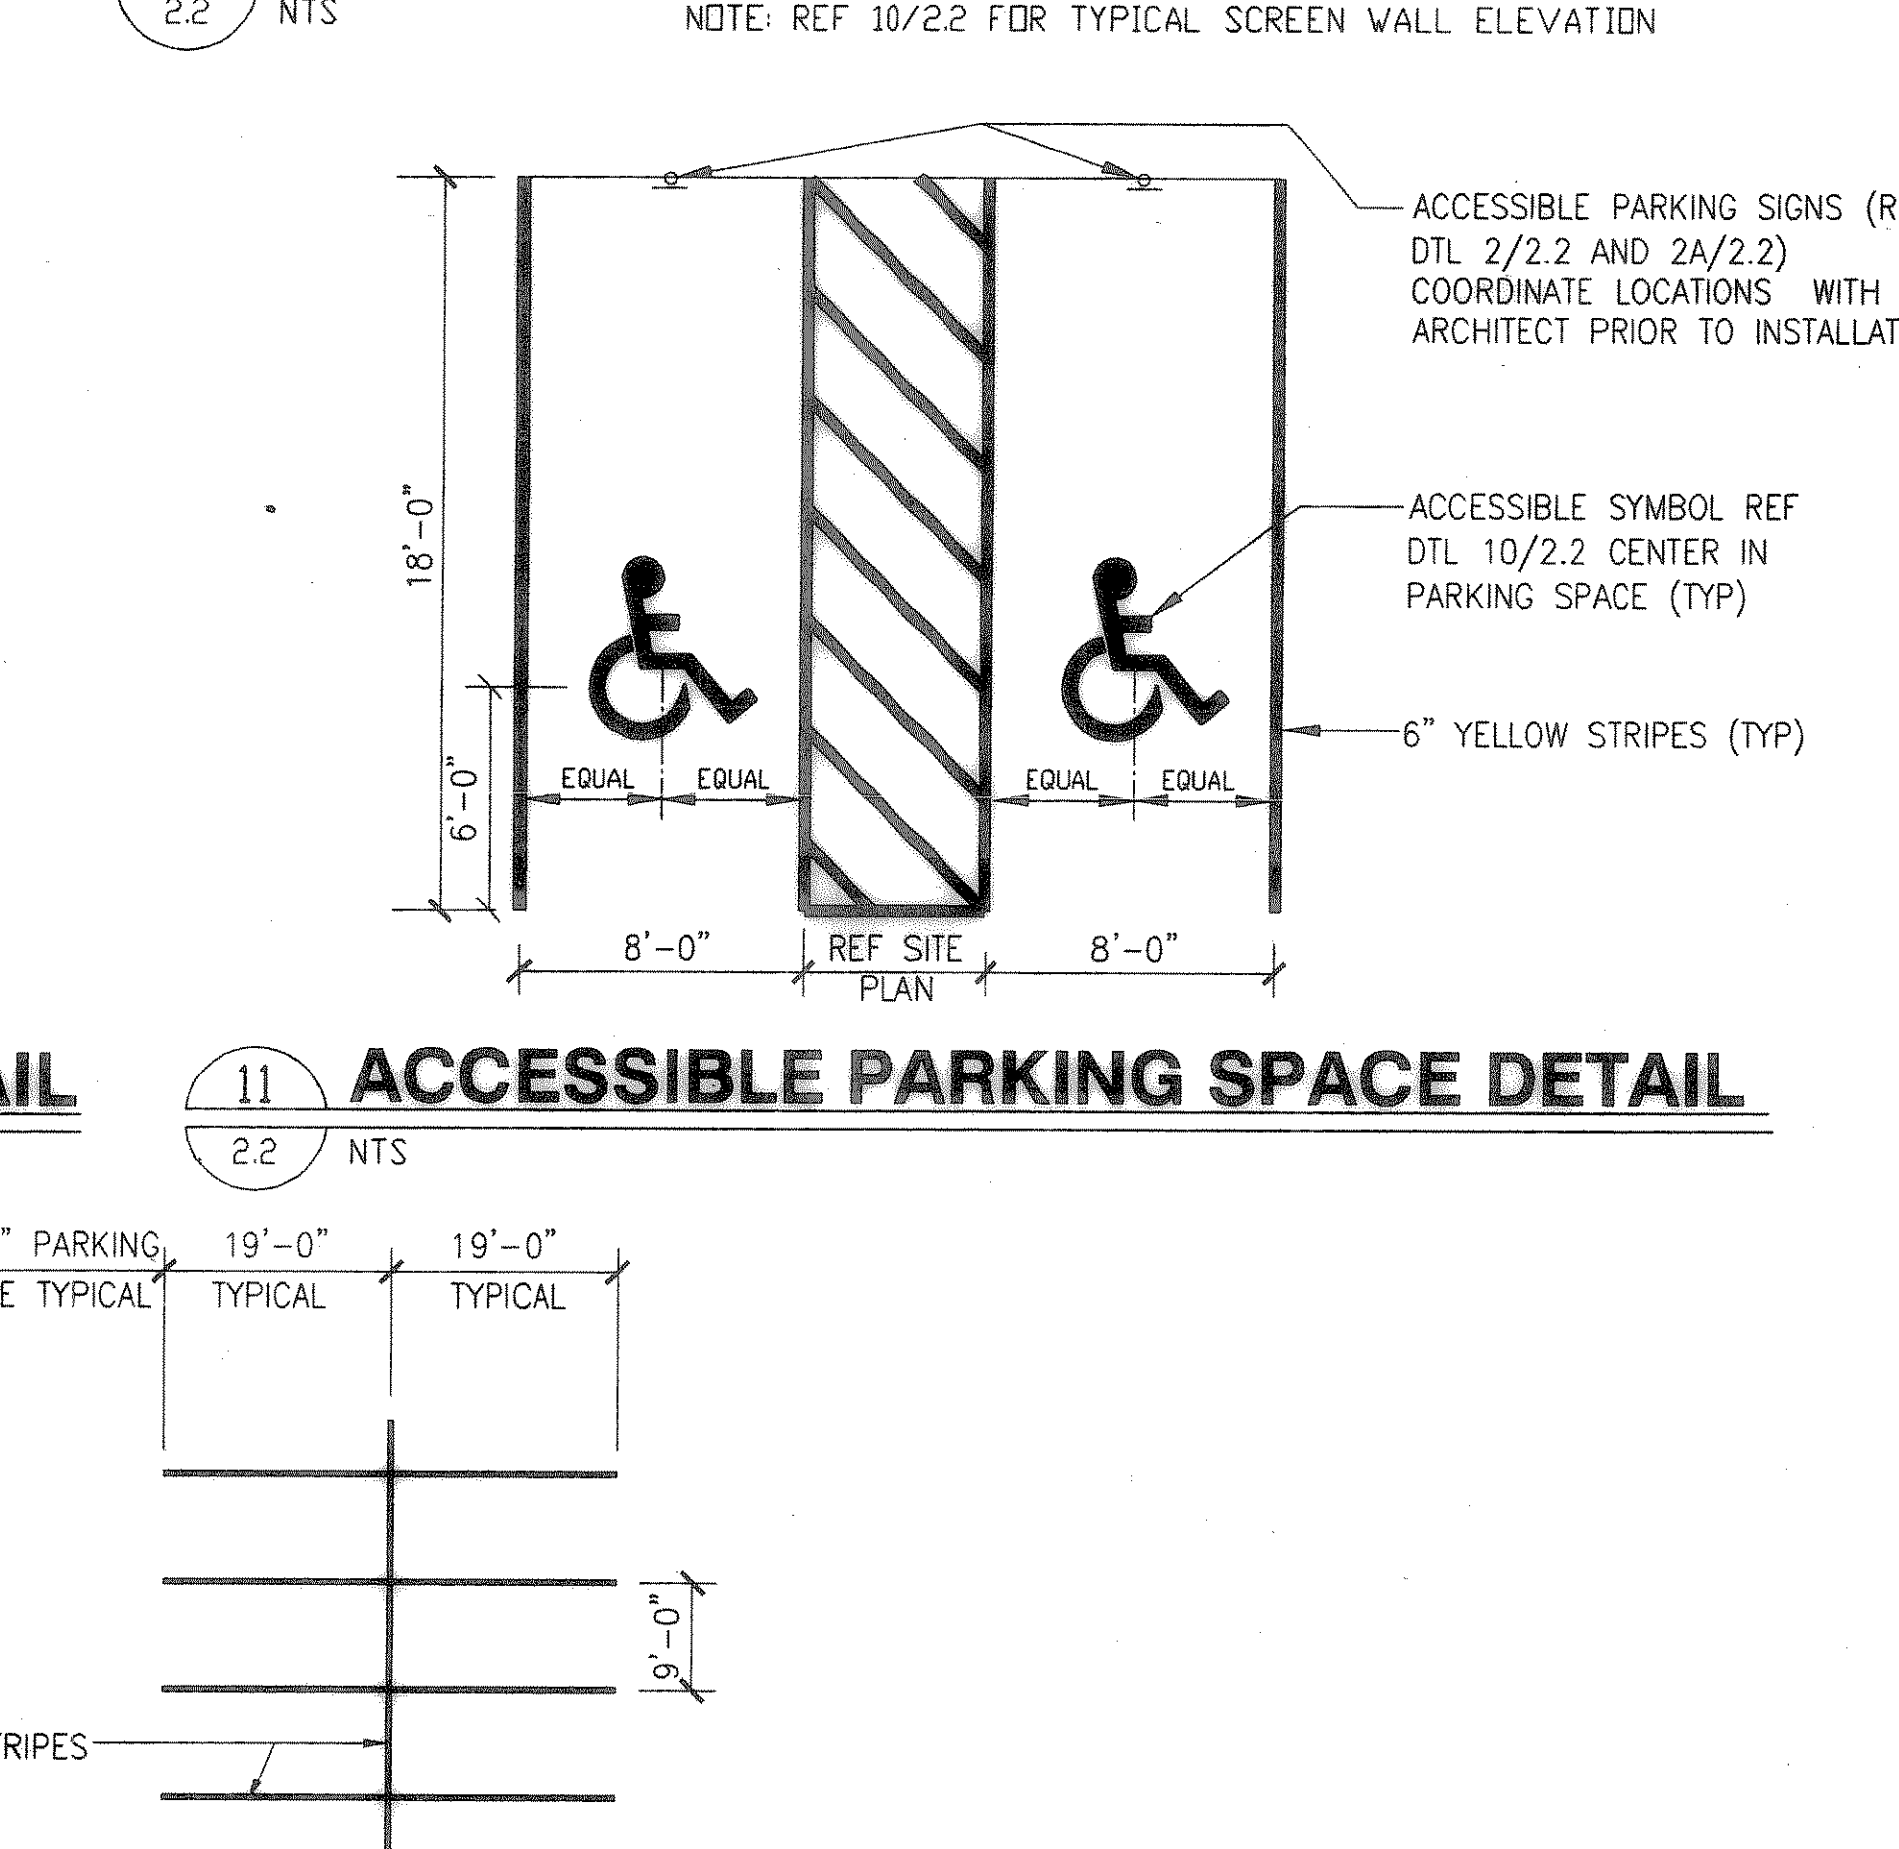 2.2 NTS
NOTE: REF 10/2.2 FOR TYPICAL SCREEN WALL ELEVATION
ACCESSIBLE PARKING SIGNS (R
DTL 2/2.2 AND 2A/2.2)
COORDINATE LOCATIONS WITH
ARCHITECT PRIOR TO INSTALLAT
18'-0"
ACCESSIBLE SYMBOL REF
DTL 10/2.2 CENTER IN
PARKING SPACE (TYP)
6" YELLOW STRIPES (TYP)
6'-0"
EQUAL EQUAL EQUAL EQUAL
8'-0" REF SITE 8'-0"
PLAN
AIL
11 ACCESSIBLE PARKING SPACE DETAIL
2.2 NTS
" PARKING 19'-0" 19'-0"
E TYPICAL TYPICAL TYPICAL
9'-0"
RIPES